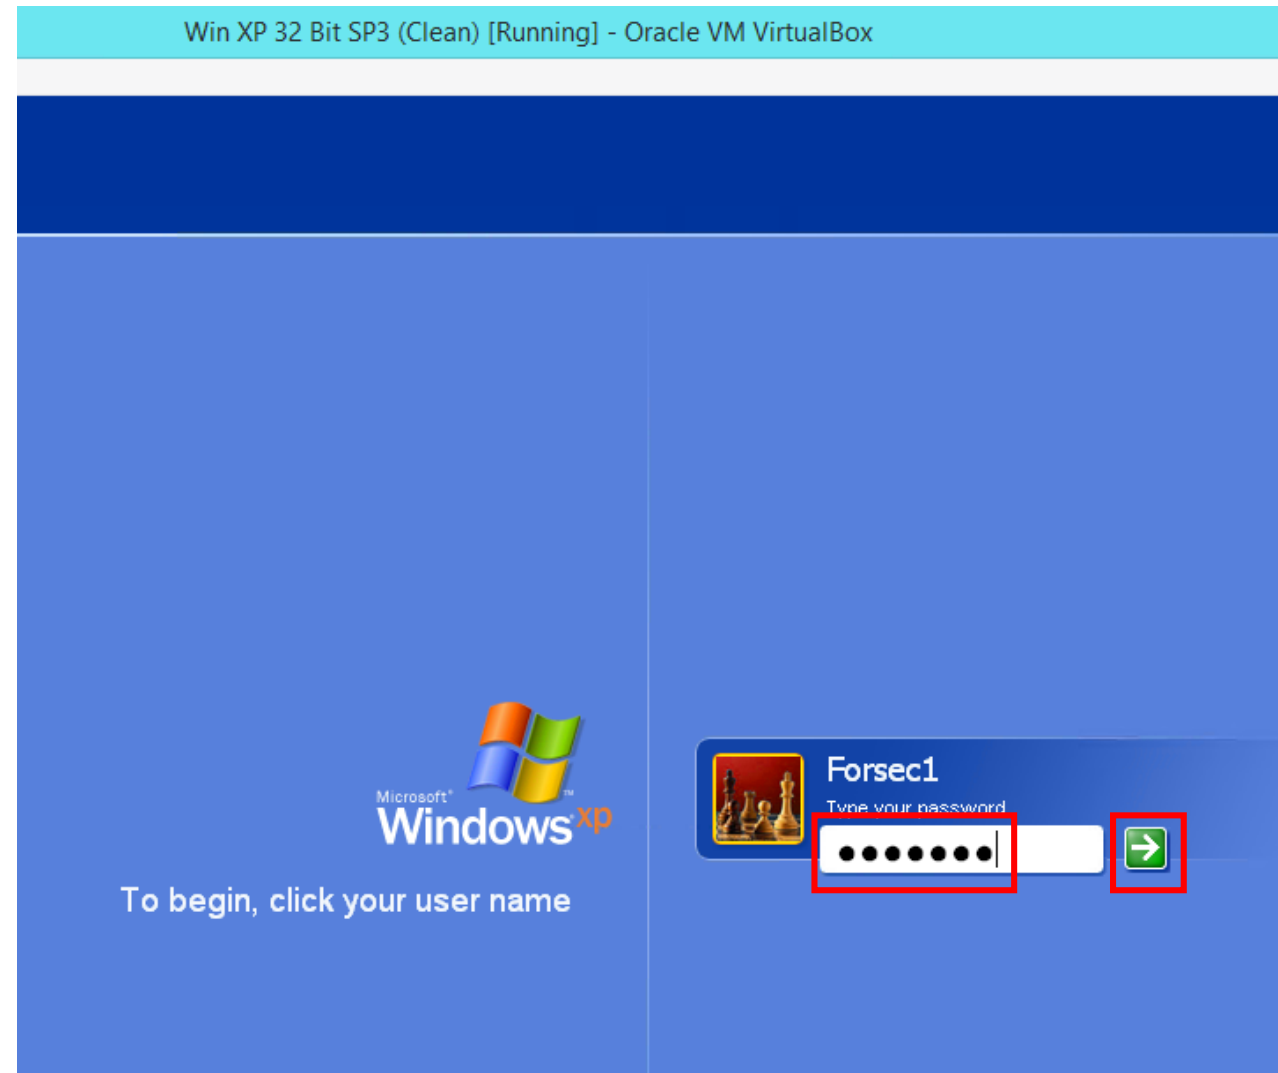 Win XP 32 Bit SP3 (Clean) [Running] - Oracle VM VirtualBox
Microsoft®
Windows xp™
To begin, click your user name
Forsec1
Type your password